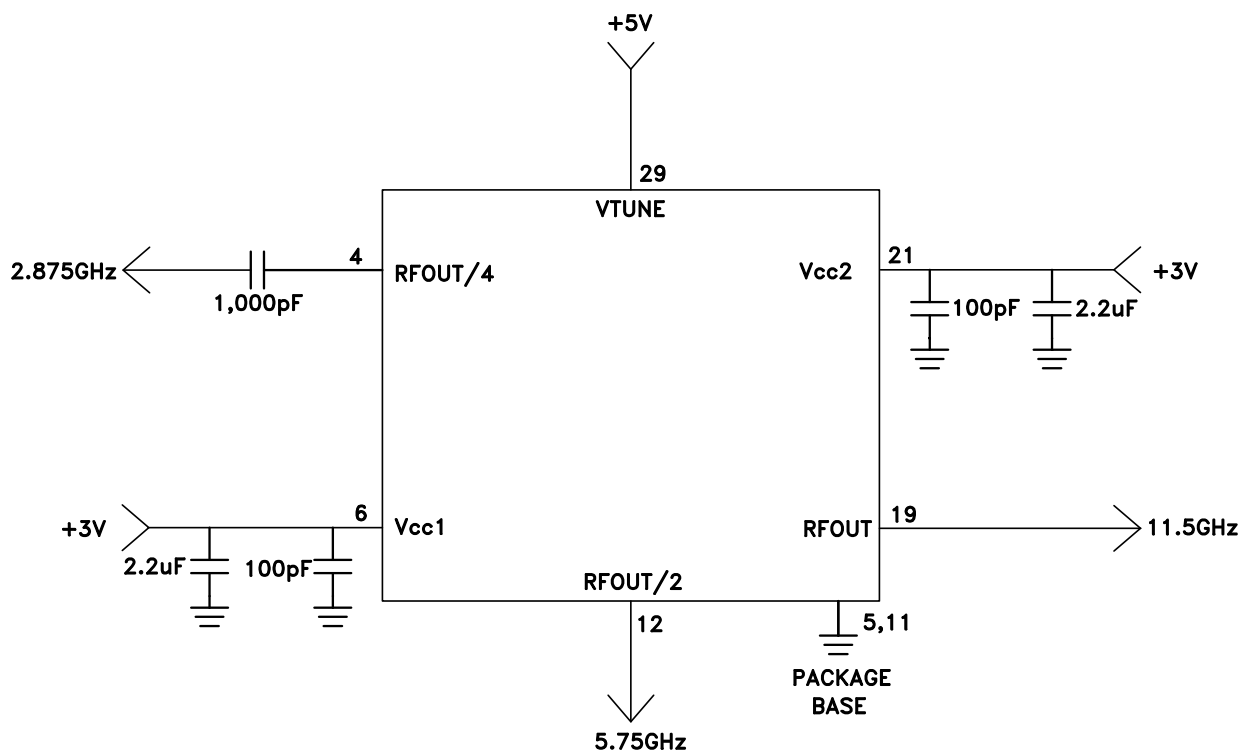 +5V
29
VTUNE
2.875GHz
4
RFOUT/4
1,000pF
Vcc2
21
+3V
100pF
2.2uF
+3V
6
Vcc1
2.2uF
100pF
RFOUT
19
11.5GHz
RFOUT/2
12
5,11
PACKAGE
BASE
5.75GHz